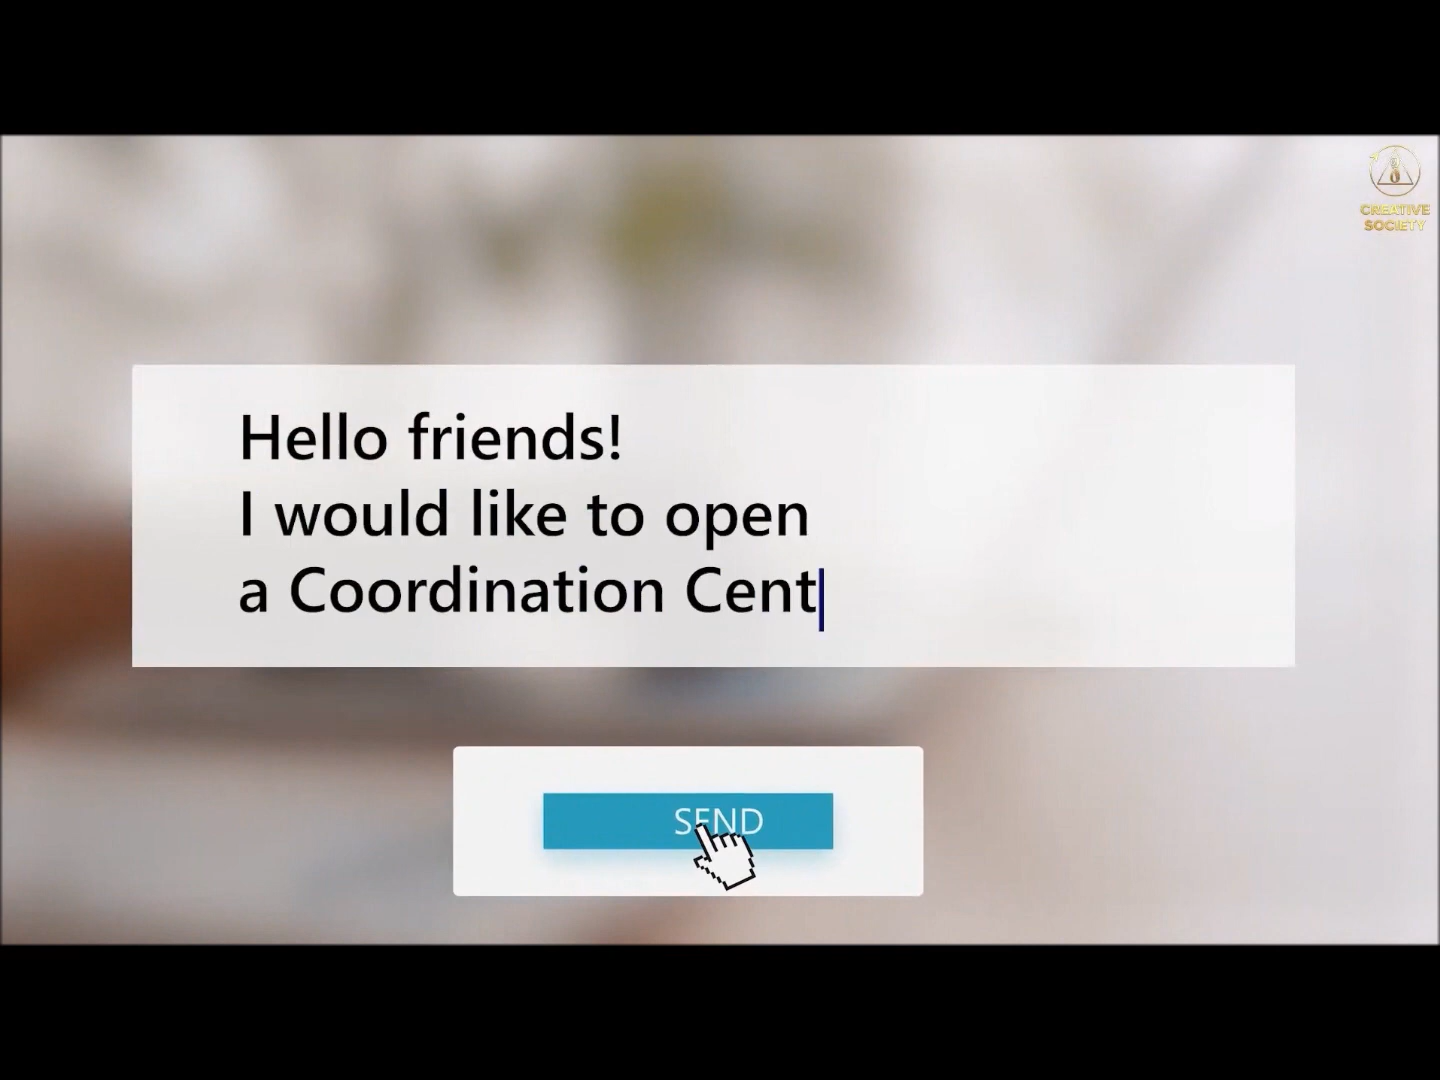 CREATIVE
SOCIETY
Hello friends!
I would like to open
a Coordination Cent
SEND